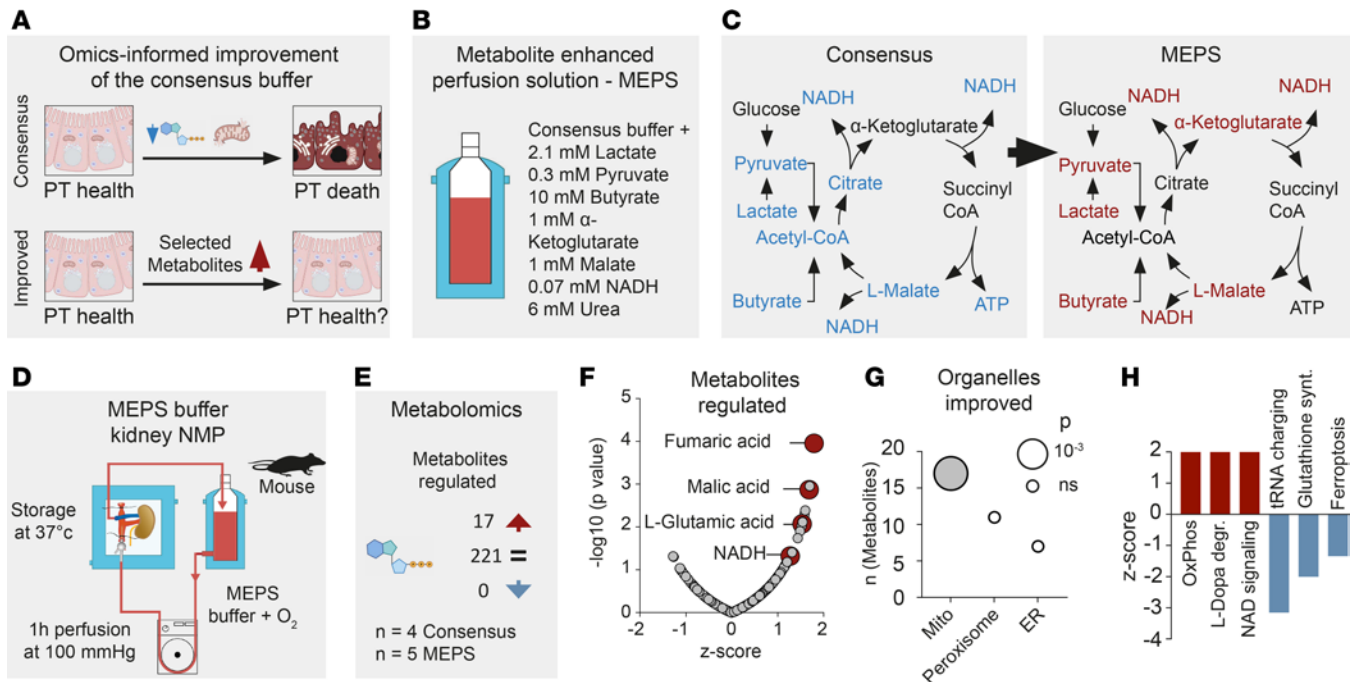 A
Omics-informed improvement
of the consensus buffer
Consensus
PT health
PT death
Improved
Selected
Metabolites
PT health
PT health?
B
Metabolite enhanced
perfusion solution - MEPS
Consensus buffer +
2.1 mM Lactate
0.3 mM Pyruvate
10 mM Butyrate
1 mM α-
Ketoglutarate
1 mM Malate
0.07 mM NADH
6 mM Urea
C
Consensus
Glucose
NADH
NADH
α-Ketoglutarate
Pyruvate
Citrate
Lactate
Succinyl
CoA
Acetyl-CoA
Butyrate
L-Malate
NADH
ATP
MEPS
Glucose
NADH
NADH
α-Ketoglutarate
Pyruvate
Citrate
Lactate
Succinyl
CoA
Acetyl-CoA
Butyrate
L-Malate
NADH
ATP
D
MEPS buffer
kidney NMP
Mouse
Storage
at 37°c
MEPS
buffer + O2
1h perfusion
at 100 mmHg
E
Metabolomics
Metabolites
regulated
17
221 =
0
n = 4 Consensus
n = 5 MEPS
F
Metabolites
regulated
-log10 (p value)
5
4
3
2
1
0
Fumaric acid
Malic acid
L-Glutamic acid
NADH
-2 -1 0 1 2
z-score
G
Organelles
improved
p
10-3
ns
n (Metabolites)
20
15
10
5
0
Mito
Peroxisome
ER
H
z-score
2
1
0
-1
-2
-3
-4
OxPhos
L-Dopa degr.
NAD signaling
tRNA charging
Glutathione synt.
Ferroptosis